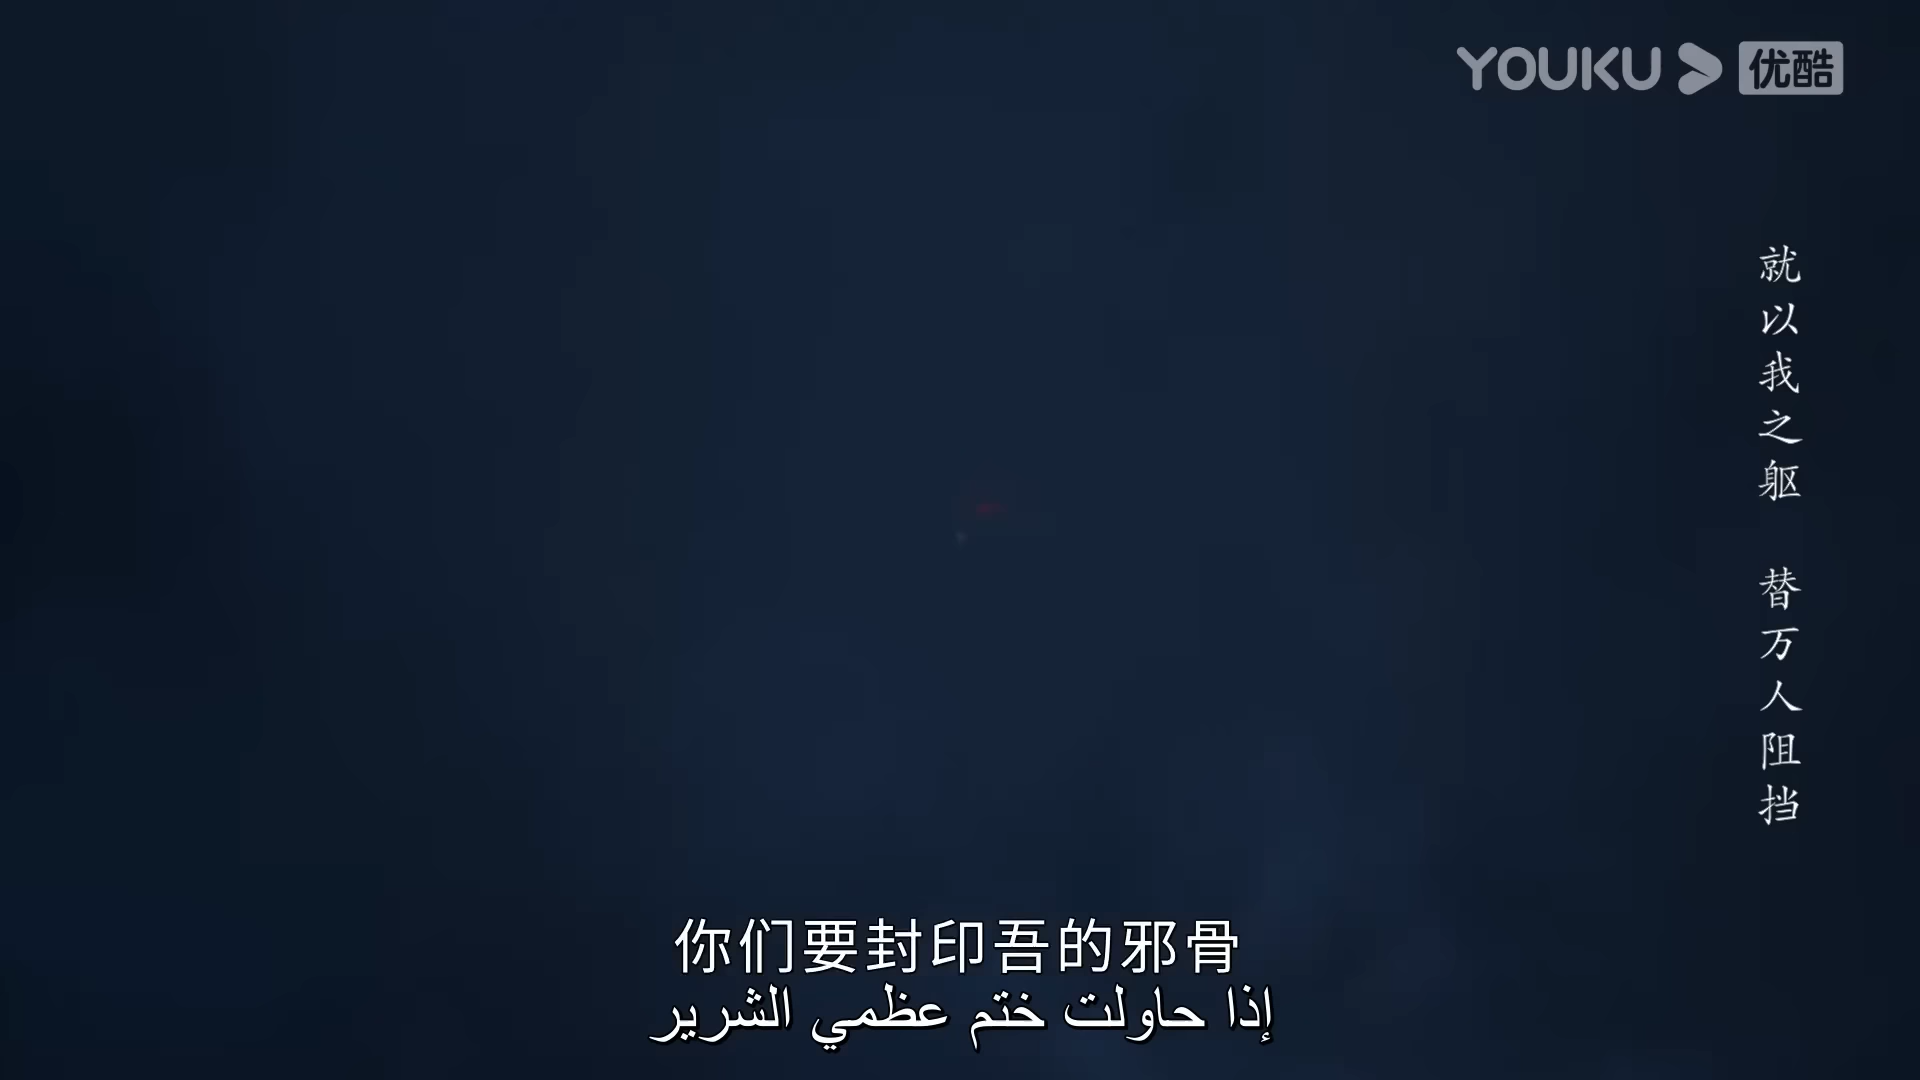 YOUKU 优酷
就以我之躯 替万人阻挡
你们要封印吾的邪骨
إذا حاولت ختم عظمي الشرير